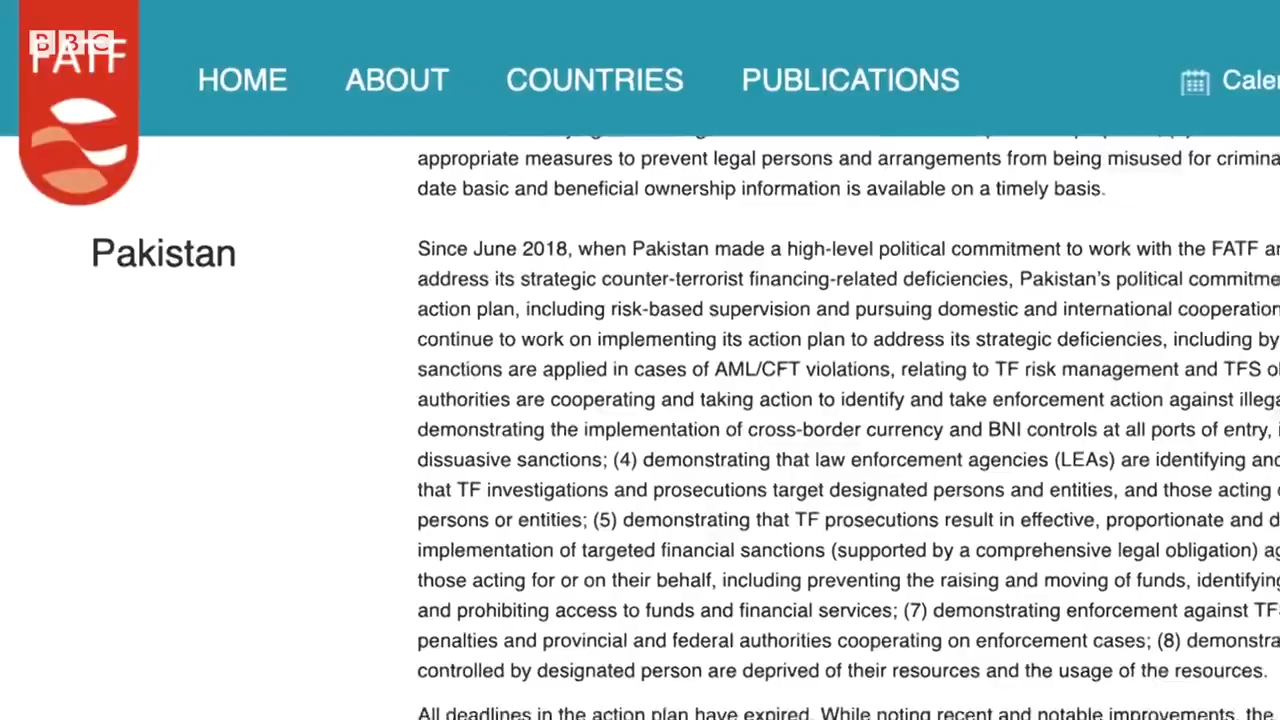 BBC
FATF
HOME ABOUT COUNTRIES PUBLICATIONS Caler
appropriate measures to prevent legal persons and arrangements from being misused for crimina
date basic and beneficial ownership information is available on a timely basis.
Pakistan
Since June 2018, when Pakistan made a high-level political commitment to work with the FATF an
address its strategic counter-terrorist financing-related deficiencies, Pakistan's political commitme
action plan, including risk-based supervision and pursuing domestic and international cooperation
continue to work on implementing its action plan to address its strategic deficiencies, including by
sanctions are applied in cases of AML/CFT violations, relating to TF risk management and TFS ol
authorities are cooperating and taking action to identify and take enforcement action against illega
demonstrating the implementation of cross-border currency and BNI controls at all ports of entry, i
dissuasive sanctions; (4) demonstrating that law enforcement agencies (LEAs) are identifying and
that TF investigations and prosecutions target designated persons and entities, and those acting
persons or entities; (5) demonstrating that TF prosecutions result in effective, proportionate and d
implementation of targeted financial sanctions (supported by a comprehensive legal obligation) ag
those acting for or on their behalf, including preventing the raising and moving of funds, identifying
and prohibiting access to funds and financial services; (7) demonstrating enforcement against TFS
penalties and provincial and federal authorities cooperating on enforcement cases; (8) demonstra
controlled by designated person are deprived of their resources and the usage of the resources.
All deadlines in the action plan have expired. While noting recent and notable improvements, the